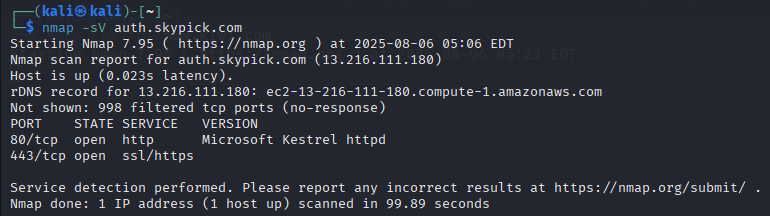 ┌──(kali㉿kali)-[~]
└─$ nmap -sV auth.skypick.com
Starting Nmap 7.95 ( https://nmap.org ) at 2025-08-06 05:06 EDT
Nmap scan report for auth.skypick.com (13.216.111.180)
Host is up (0.023s latency).
rDNS record for 13.216.111.180: ec2-13-216-111-180.compute-1.amazonaws.com
Not shown: 998 filtered tcp ports (no-response)
PORT    STATE SERVICE   VERSION
80/tcp  open  http      Microsoft Kestrel httpd
443/tcp open  ssl/https

Service detection performed. Please report any incorrect results at https://nmap.org/submit/ .
Nmap done: 1 IP address (1 host up) scanned in 99.89 seconds